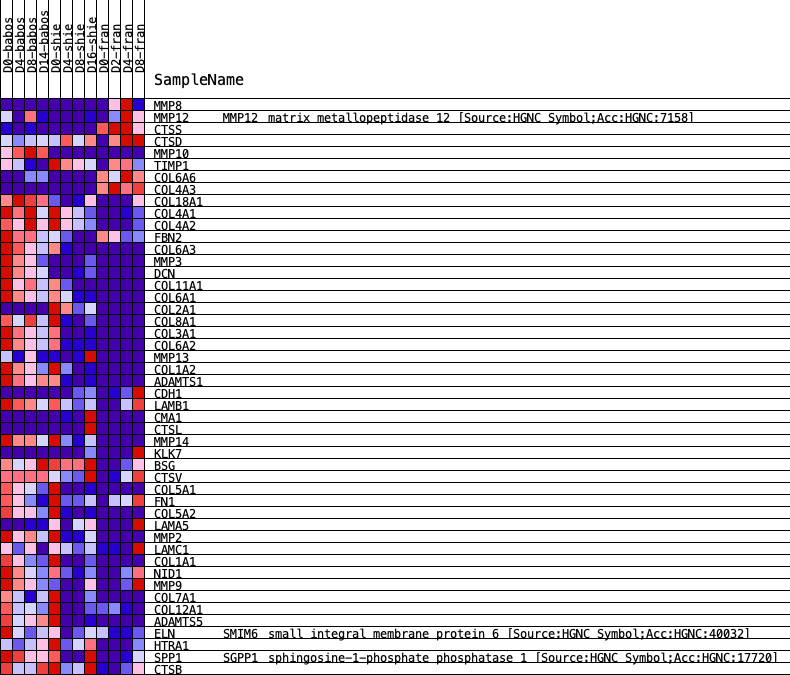 D0-babos
D4-babos
D8-babos
D14-babos
D0-shie
D4-shie
D8-shie
D16-shie
D0-fran
D2-fran
D4-fran
D8-fran
SampleName
MMP8
MMP12 MMP12 matrix metallopeptidase 12 [Source:HGNC Symbol;Acc:HGNC:7158]
CTSS
CTSD
MMP10
TIMP1
COL6A6
COL4A3
COL18A1
COL4A1
COL4A2
FBN2
COL6A3
MMP3
DCN
COL11A1
COL6A1
COL2A1
COL8A1
COL3A1
COL6A2
MMP13
COL1A2
ADAMTS1
CDH1
LAMB1
CMA1
CTSL
MMP14
KLK7
BSG
CTSV
COL5A1
FN1
COL5A2
LAMA5
MMP2
LAMC1
COL1A1
NID1
MMP9
COL7A1
COL12A1
ADAMTS5
ELN SMIM6 small integral membrane protein 6 [Source:HGNC Symbol;Acc:HGNC:40032]
HTRA1
SPP1 SGPP1 sphingosine-1-phosphate phosphatase 1 [Source:HGNC Symbol;Acc:HGNC:17720]
CTSB